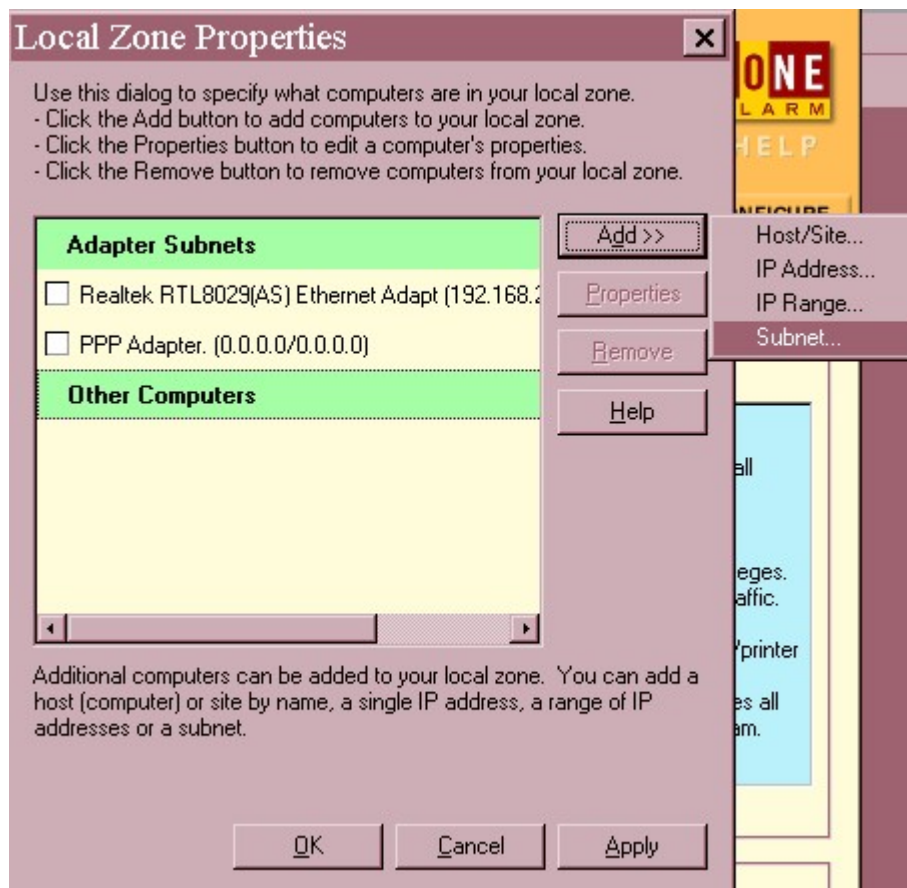 Local Zone Properties
Use this dialog to specify what computers are in your local zone.
- Click the Add button to add computers to your local zone.
- Click the Properties button to edit a computer's properties.
- Click the Remove button to remove computers from your local zone.
Adapter Subnets
Realtek RTL8029(AS) Ethernet Adapt (192.168.2
PPP Adapter. (0.0.0.0/0.0.0.0)
Other Computers
Add >>
Properties
Remove
Help
Host/Site...
IP Address...
IP Range...
Subnet...
Additional computers can be added to your local zone. You can add a
host (computer) or site by name, a single IP address, a range of IP
addresses or a subnet.
OK
Cancel
Apply
ONE
LARM
HELP
all
eges.
affic.
/printer
es all
am.